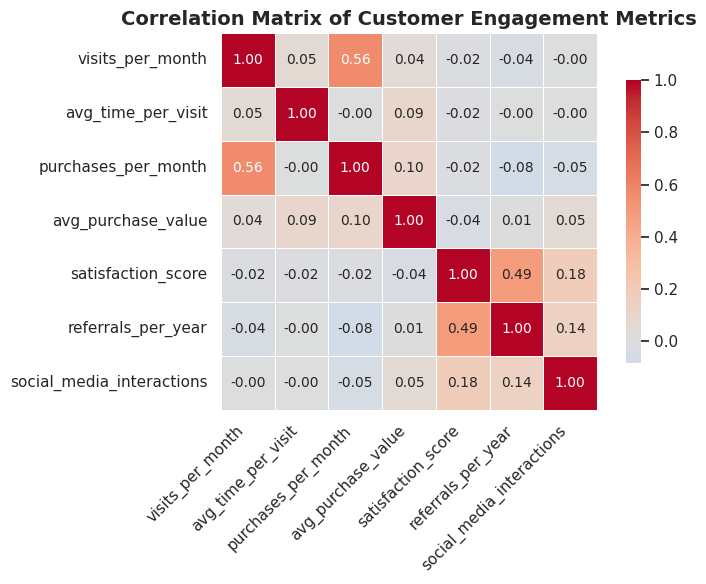 Correlation Matrix of Customer Engagement Metrics
visits_per_month 1.00 0.05 0.56 0.04 -0.02 -0.04 -0.00
avg_time_per_visit 0.05 1.00 -0.00 0.09 -0.02 -0.00 -0.00
purchases_per_month 0.56 -0.00 1.00 0.10 -0.02 -0.08 -0.05
avg_purchase_value 0.04 0.09 0.10 1.00 -0.04 0.01 0.05
satisfaction_score -0.02 -0.02 -0.02 -0.04 1.00 0.49 0.18
referrals_per_year -0.04 -0.00 -0.08 0.01 0.49 1.00 0.14
social_media_interactions -0.00 -0.00 -0.05 0.05 0.18 0.14 1.00
visits_per_month
avg_time_per_visit
purchases_per_month
avg_purchase_value
satisfaction_score
referrals_per_year
social_media_interactions
1.0
0.8
0.6
0.4
0.2
0.0